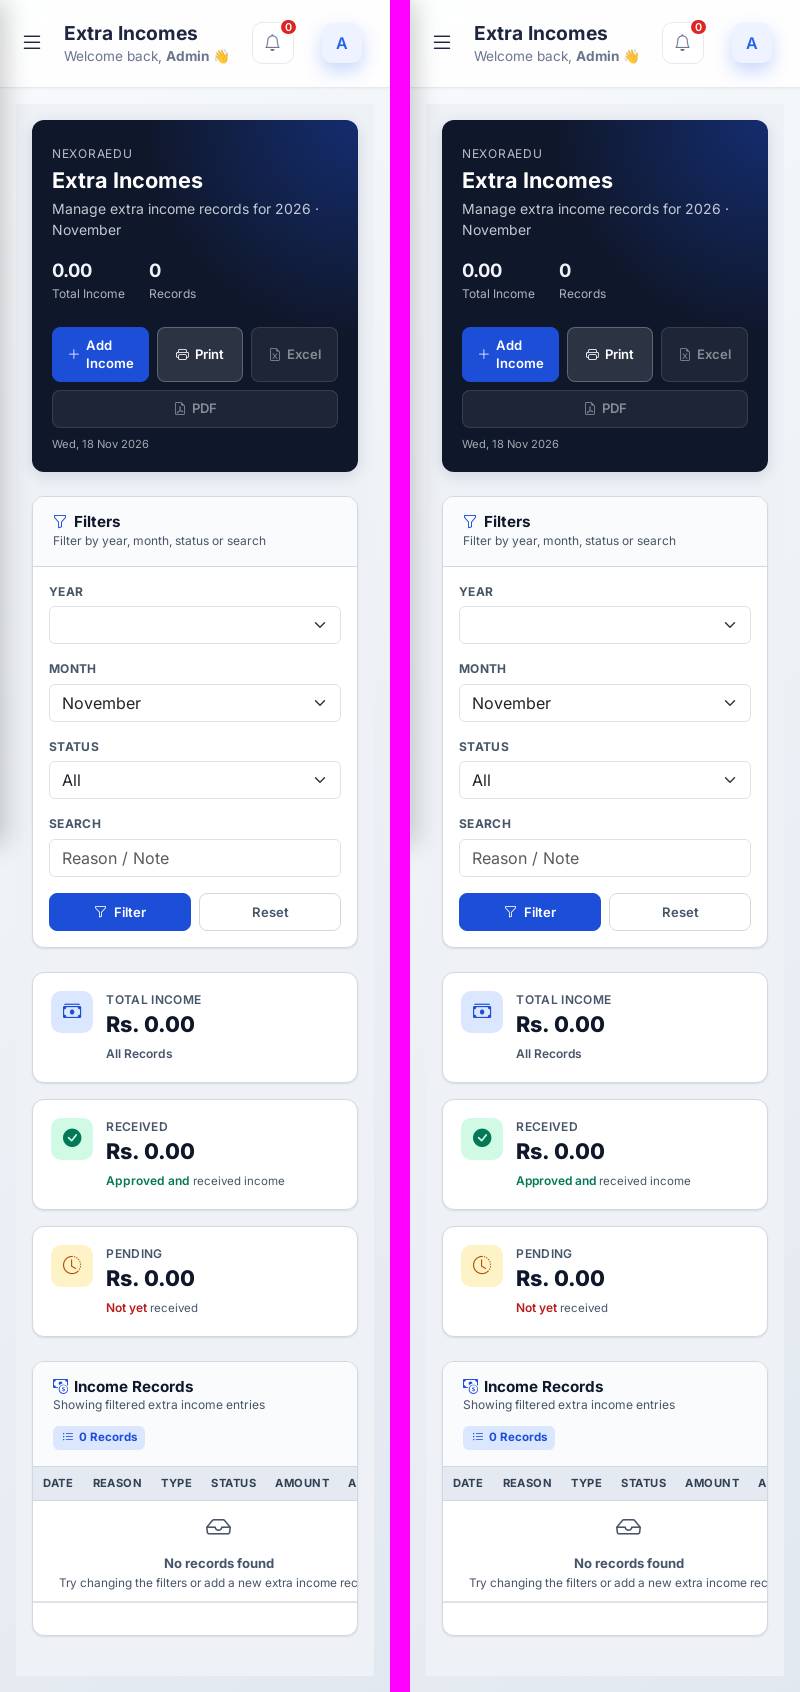 Extra Incomes
Welcome back, Admin 👋
0
A
NEXORAEDU
Extra Incomes
Manage extra income records for 2026 ·
November
0.00
Total Income
0
Records
Add
Income
Print
Excel
PDF
Wed, 18 Nov 2026
Filters
Filter by year, month, status or search
YEAR
MONTH
November
STATUS
All
SEARCH
Reason / Note
Filter
Reset
TOTAL INCOME
Rs. 0.00
All Records
RECEIVED
Rs. 0.00
Approved and received income
PENDING
Rs. 0.00
Not yet received
Income Records
Showing filtered extra income entries
0 Records
DATE REASON TYPE STATUS AMOUNT A
No records found
Try changing the filters or add a new extra income rec
Extra Incomes
Welcome back, Admin 👋
0
A
NEXORAEDU
Extra Incomes
Manage extra income records for 2026 ·
November
0.00
Total Income
0
Records
Add
Income
Print
Excel
PDF
Wed, 18 Nov 2026
Filters
Filter by year, month, status or search
YEAR
MONTH
November
STATUS
All
SEARCH
Reason / Note
Filter
Reset
TOTAL INCOME
Rs. 0.00
All Records
RECEIVED
Rs. 0.00
Approved and received income
PENDING
Rs. 0.00
Not yet received
Income Records
Showing filtered extra income entries
0 Records
DATE REASON TYPE STATUS AMOUNT A
No records found
Try changing the filters or add a new extra income rec